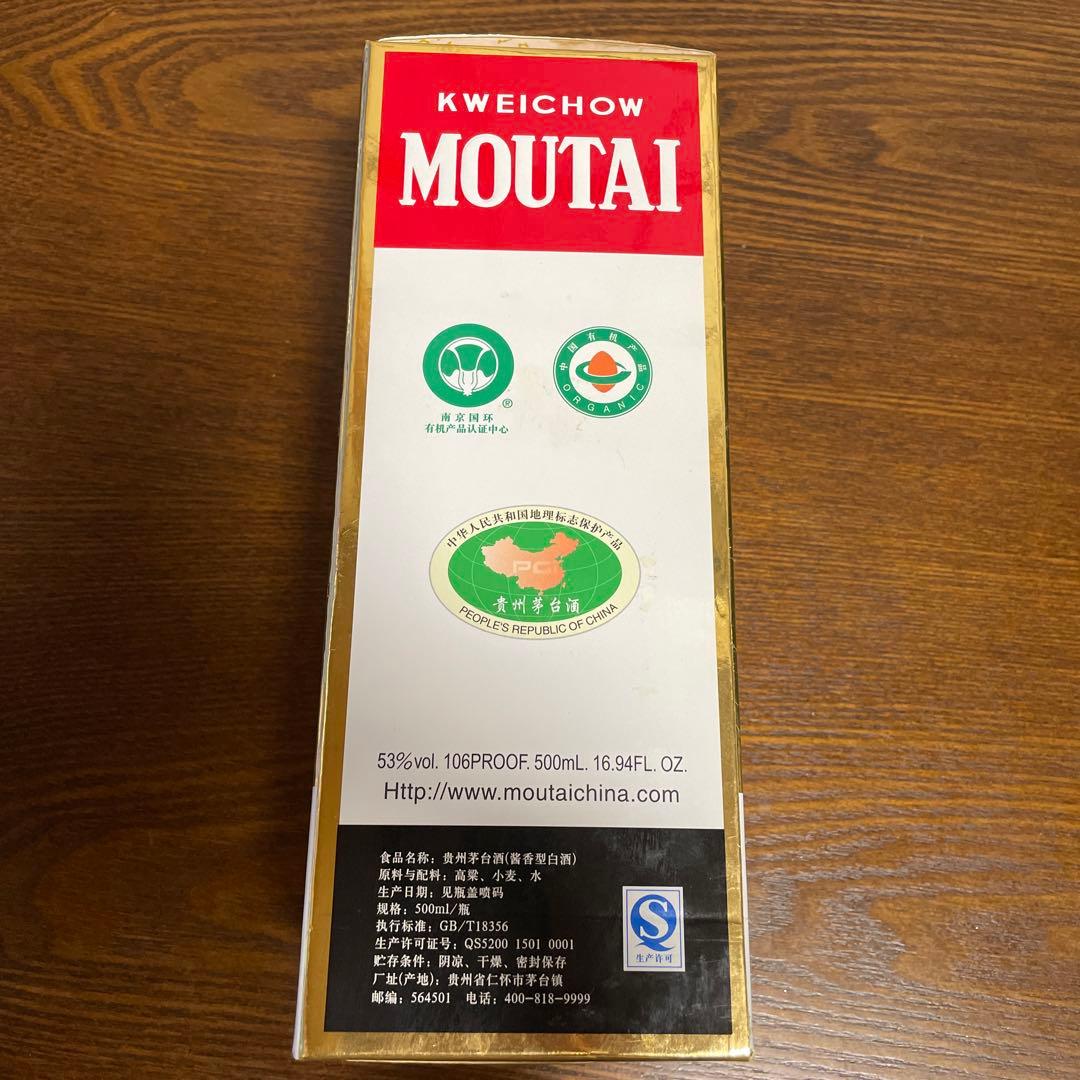 KWEICHOW
MOUTAI
®
南京国环
有机产品认证中心
中国有机产品
ORGANIC
中华人民共和国地理标志保护产品
PGI
贵州茅台酒
PEOPLE'S REPUBLIC OF CHINA
53%vol. 106PROOF. 500mL. 16.94FL. OZ.
Http://www.moutaichina.com
食品名称：贵州茅台酒(酱香型白酒)
原料与配料：高粱、小麦、水
生产日期：见瓶盖喷码
规格：500ml/瓶
执行标准：GB/T18356
生产许可证号：QS5200 1501 0001
贮存条件：阴凉、干燥、密封保存
厂址(产地)：贵州省仁怀市茅台镇
邮编：564501 电话：400-818-9999
生产许可